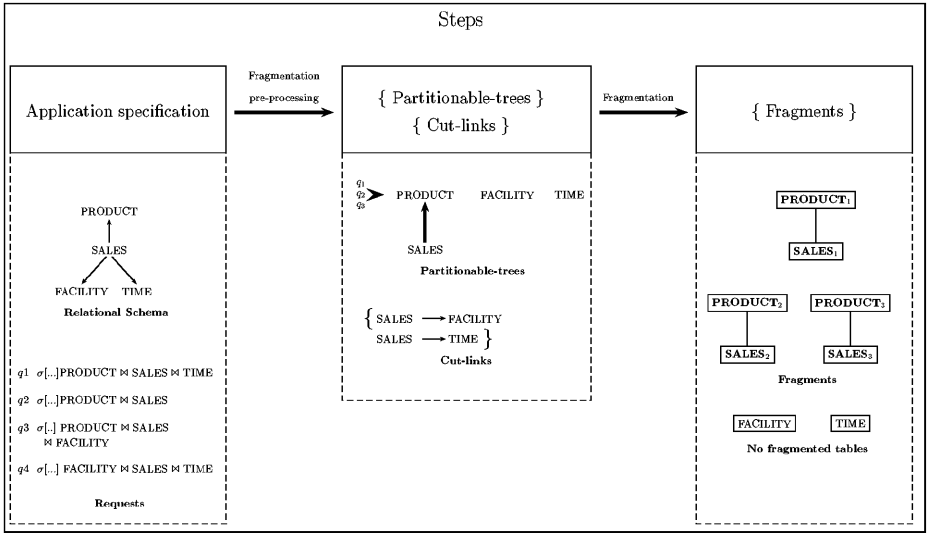 Steps
Application specification
Fragmentation
pre-processing
{ Partitionable-trees }
{ Cut-links }
Fragmentation
{ Fragments }
PRODUCT
SALES
FACILITY TIME
Relational Schema
q1 σ[...]PRODUCT ⋈ SALES ⋈ TIME
q2 σ[...]PRODUCT ⋈ SALES
q3 σ[..] PRODUCT ⋈ SALES
⋈ FACILITY
q4 σ[...] FACILITY ⋈ SALES ⋈ TIME
Requests
q₁
q₂
q₃
PRODUCT FACILITY TIME
SALES
Partitionable-trees
{ SALES → FACILITY
SALES → TIME }
Cut-links
PRODUCT₁
SALES₁
PRODUCT₂ PRODUCT₃
SALES₂ SALES₃
Fragments
FACILITY TIME
No fragmented tables